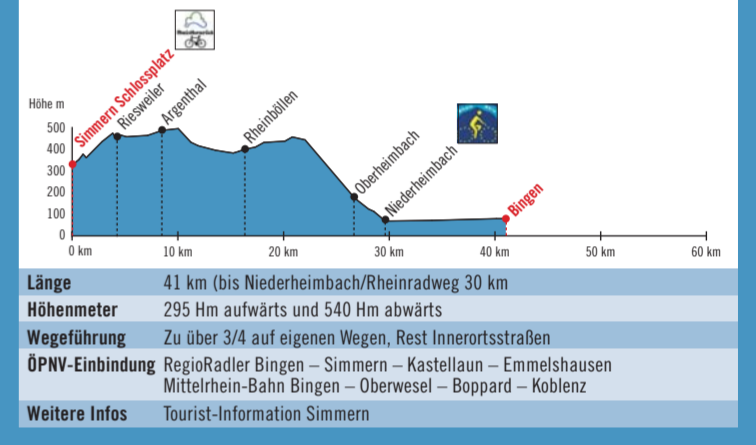 Höhe m
500
400
300
200
100
0
Simmern Schlossplatz
Riesweiler
Argenthal
Rheinböllen
Oberheimbach
Niederheimbach
Bingen
0 km
10 km
20 km
30 km
40 km
50 km
60 km
Länge 41 km (bis Niederheimbach/Rheinradweg 30 km
Höhenmeter 295 Hm aufwärts und 540 Hm abwärts
Wegeführung Zu über 3/4 auf eigenen Wegen, Rest Innerortsstraßen
ÖPNV-Einbindung RegioRadler Bingen – Simmern – Kastellaun – Emmelshausen
Mittelrhein-Bahn Bingen – Oberwesel – Boppard – Koblenz
Weitere Infos Tourist-Information Simmern